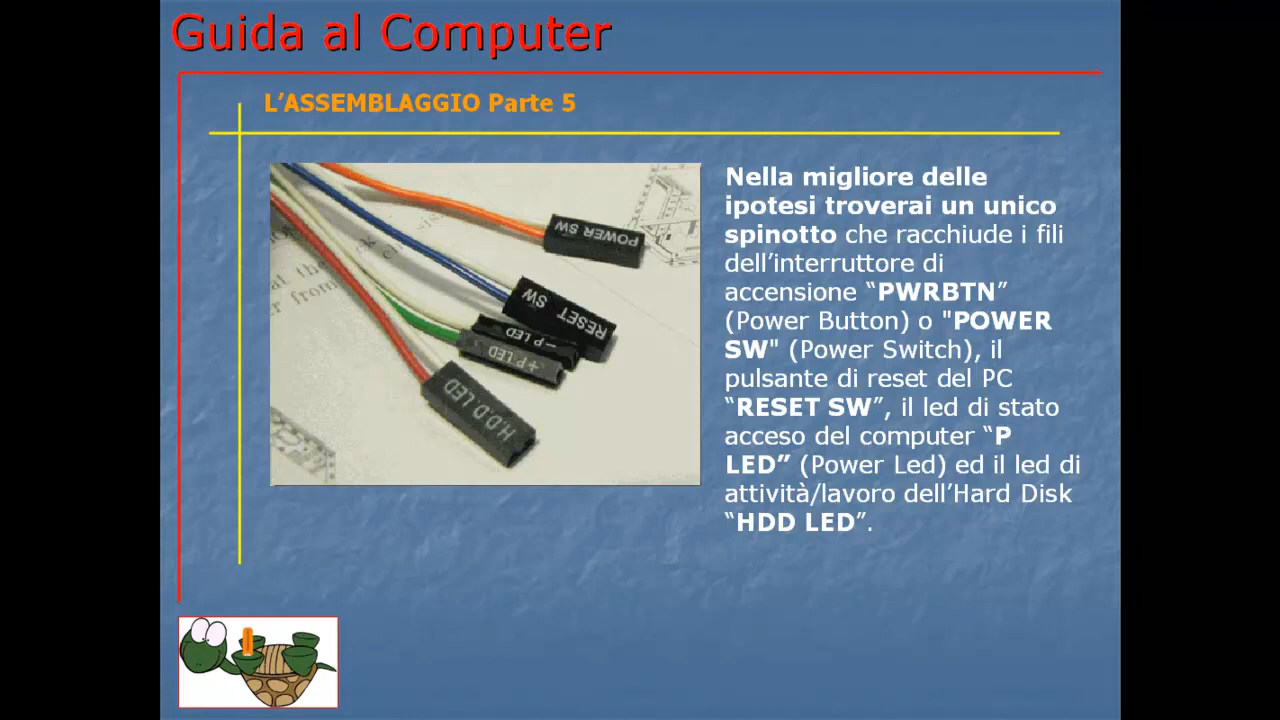 Guida al Computer
L’ASSEMBLAGGIO Parte 5
Nella migliore delle
ipotesi troverai un unico
spinotto che racchiude i fili
dell’interruttore di
accensione “PWRBTN”
(Power Button) o "POWER
SW" (Power Switch), il
pulsante di reset del PC
“RESET SW”, il led di stato
acceso del computer “P
LED” (Power Led) ed il led di
attività/lavoro dell’Hard Disk
“HDD LED”.
POWER SW
RESET
SW
-P LED
+P LED
H.D.D.LED